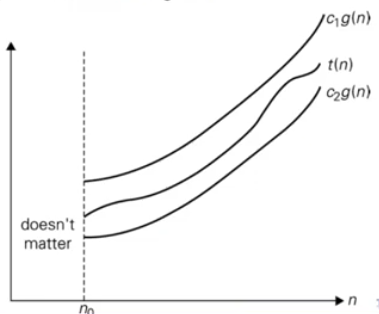 c₁g(n)
t(n)
c₂g(n)
doesn't
matter
n
n₀